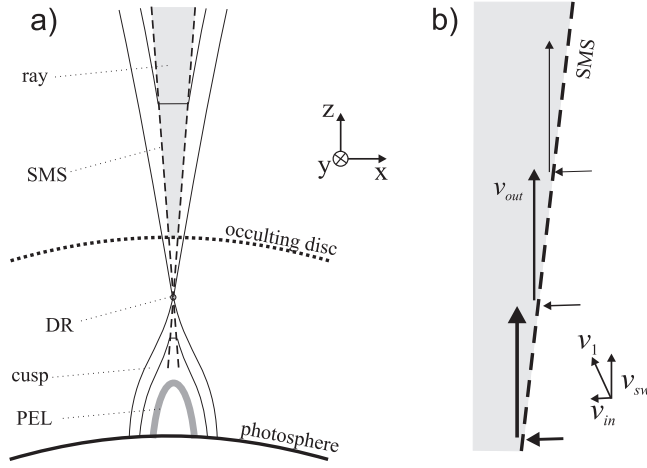 a)
ray
SMS
z
y
x
occulting disc
DR
cusp
PEL
photosphere
b)
SMS
v_out
v_1
v_sw
v_in